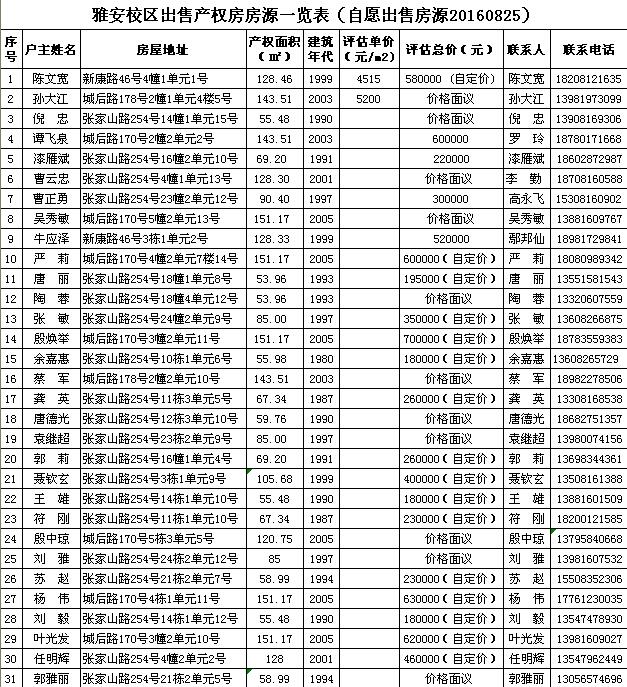 雅安校区出售产权房房源一览表（自愿出售房源20160825）
序号 户主姓名 房屋地址 产权面积（㎡） 建筑年代 评估单价（元/m2） 评估总价（元） 联系人 联系电话
1 陈文宽 新康路46号4幢1单元1号 128.46 1999 4515 580000（自定价） 陈文宽 18208121635
2 孙大江 城后路178号2幢1单元4楼5号 143.51 2003 5200 价格面议 孙大江 13981973099
3 倪 忠 张家山路254号14幢1单元15号 55.48 1990 价格面议 倪 忠 13908169306
4 谭飞泉 城后路170号2幢2单元2号 143.51 2003 600000 罗 玲 18780171668
5 漆雁斌 张家山路254号16幢2单元10号 69.20 1991 220000 漆雁斌 18602872987
6 曹云忠 张家山路254号4幢1单元13号 128.30 2001 价格面议 李 勤 18708160588
7 曹正勇 张家山路254号23幢2单元12号 90.40 1997 300000 高永飞 15308160902
8 吴秀敏 城后路170号5幢2单元13号 151.17 2005 价格面议 吴秀敏 13881609767
9 牛应泽 新康路46号3栋1单元2号 128.33 1999 520000 鄢邦仙 18981729841
10 严 莉 城后路170号4幢2单元7楼14号 151.17 2005 600000（自定价） 严 莉 18080989342
11 唐 丽 张家山路254号18幢1单元8号 53.96 1993 195000（自定价） 唐 丽 13551581543
12 陶 蓉 张家山路254号18幢4单元12号 53.96 1993 价格面议 陶 蓉 13320607559
13 张 敏 张家山路254号24幢2单元9号 85.00 1997 350000（自定价） 张 敏 13608266875
14 殷焕举 城后路170号3幢2单元11号 151.17 2005 700000（自定价） 殷焕举 18783559383
15 余嘉惠 张家山路254号10栋1单元6号 55.98 1980 180000（自定价） 余嘉惠 13608265729
16 蔡 军 城后路178号2幢2单元10号 143.51 2003 价格面议 蔡 军 18982278506
17 龚 英 张家山路254号11栋3单元5号 67.34 1987 260000（自定价） 龚 英 13308168538
18 唐德光 张家山路254号12栋3单元10号 59.76 1990 价格面议 唐德光 18682751357
19 袁继超 张家山路254号23栋2单元9号 85.00 1997 价格面议 袁继超 13980074156
20 郭 莉 张家山路254号16幢1单元4号 69.20 1991 260000（自定价） 郭 莉 13698344361
21 聂钦玄 张家山路254号3栋1单元9号 105.68 1999 400000（自定价） 聂钦玄 13508161388
22 王 雄 张家山路254号14栋1单元10号 55.48 1990 180000（自定价） 王 雄 13881601509
23 符 刚 张家山路254号11栋1单元10号 67.34 1987 230000（自定价） 符 刚 18200121585
24 殷中琼 城后路170号5栋3单元5号 120.75 2005 价格面议 殷中琼 13795840668
25 刘 雅 张家山路254号24栋2单元12号 85 1997 价格面议 刘 雅 13981607532
26 苏 赵 张家山路254号21栋2单元7号 58.99 1994 230000（自定价） 苏 赵 15508352306
27 杨 伟 城后路170号4栋1单元11号 151.17 2005 630000（自定价） 杨 伟 17761230035
28 刘 毅 张家山路254号14栋1单元12号 55.48 1990 180000（自定价） 刘 毅 13547478930
29 叶光发 城后路170号3幢2单元10号 151.17 2005 620000（自定价） 叶光发 13981609027
30 任明辉 张家山路254号4幢2单元2号 128 2001 460000（自定价） 任明辉 13547962449
31 郭雅丽 张家山路254号21栋2单元5号 58.99 1994 价格面议 郭雅丽 13056574696